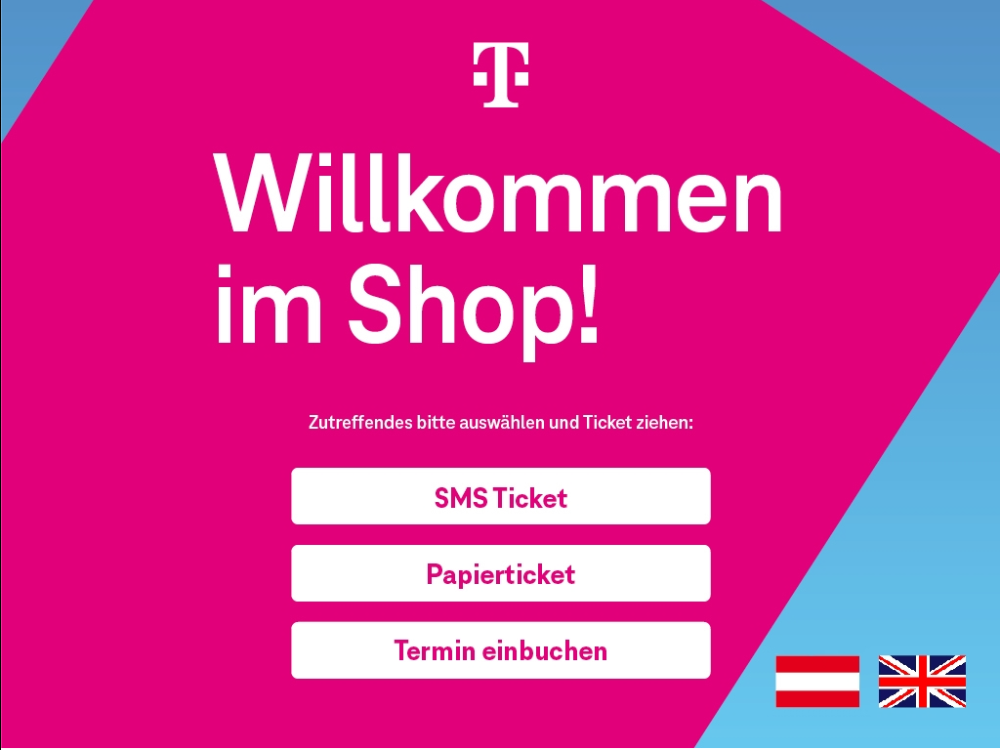 T
Willkommen
im Shop!
Zutreffendes bitte auswählen und Ticket ziehen:
SMS Ticket
Papierticket
Termin einbuchen